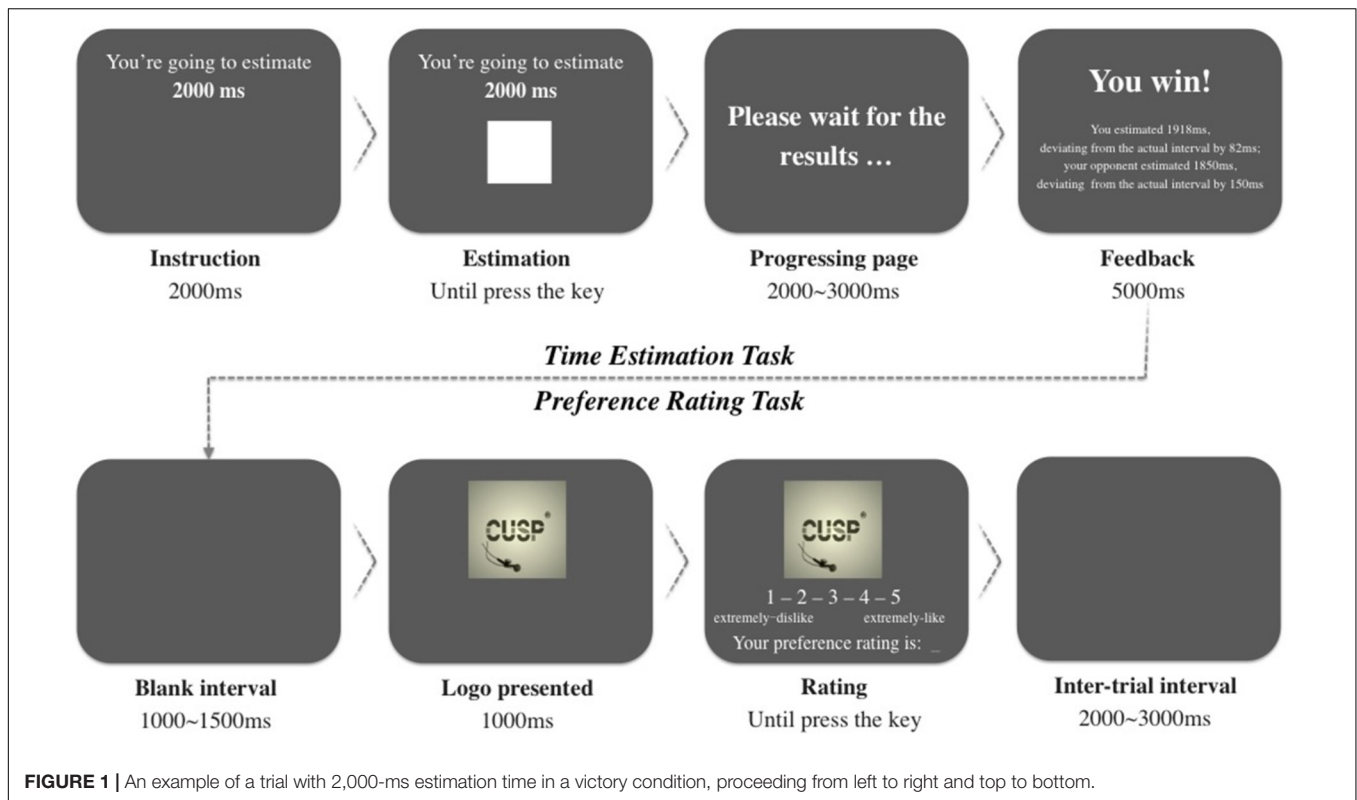 You're going to estimate
2000 ms
You're going to estimate
2000 ms
Please wait for the
results …
You win!
You estimated 1918ms,
deviating from the actual interval by 82ms;
your opponent estimated 1850ms,
deviating from the actual interval by 150ms
Instruction
2000ms
Estimation
Until press the key
Progressing page
2000~3000ms
Feedback
5000ms
Time Estimation Task
Preference Rating Task
CUSP®
CUSP®
1 – 2 – 3 – 4 – 5
extremely-dislike extremely-like
Your preference rating is: _
Blank interval
1000~1500ms
Logo presented
1000ms
Rating
Until press the key
Inter-trial interval
2000~3000ms
FIGURE 1 | An example of a trial with 2,000-ms estimation time in a victory condition, proceeding from left to right and top to bottom.